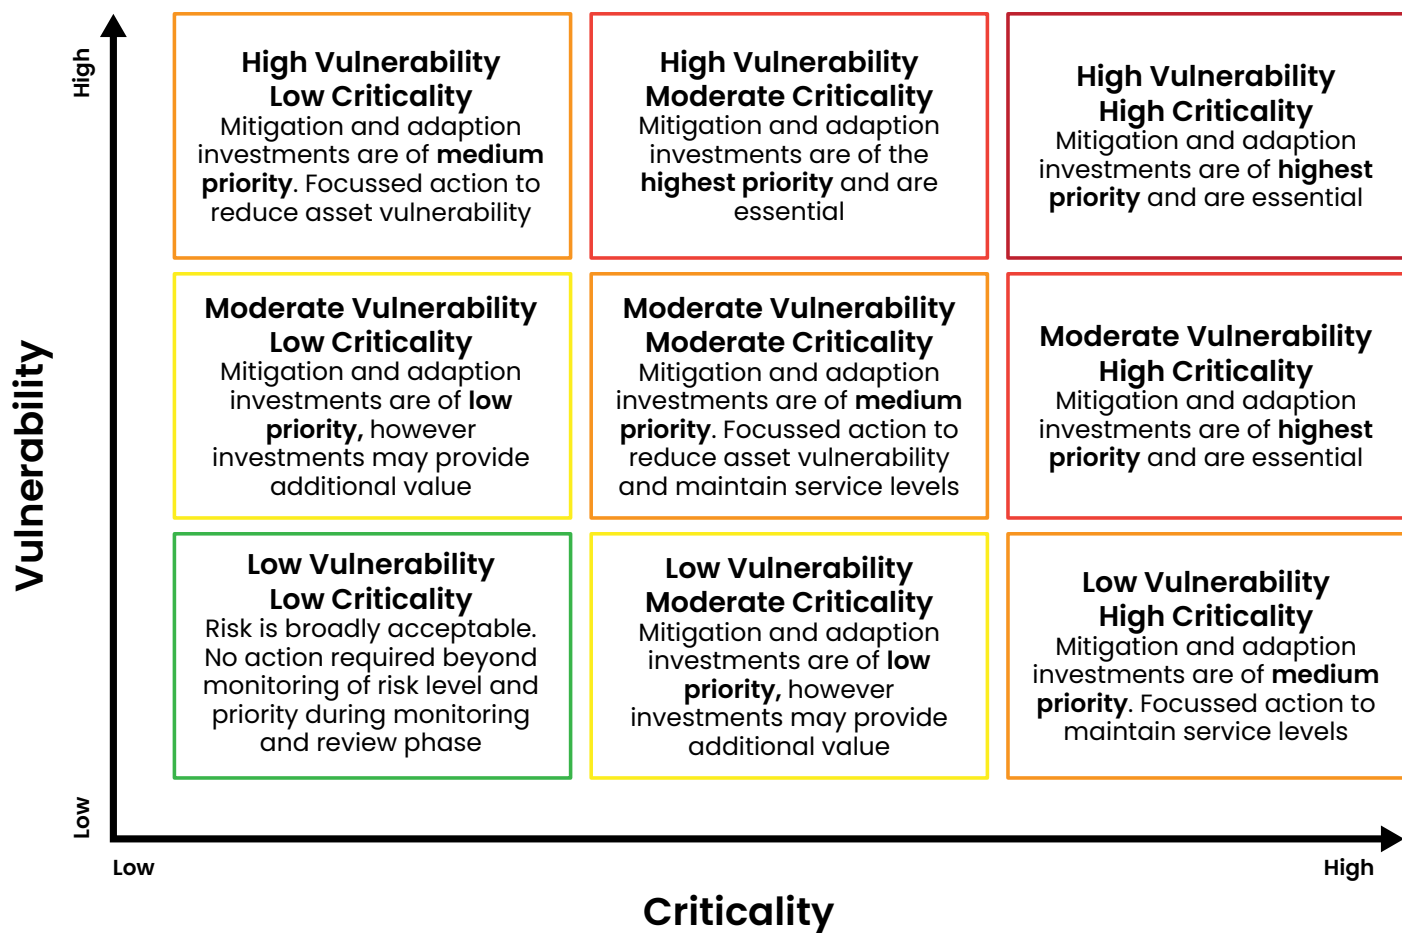 High
High Vulnerability
Low Criticality
Mitigation and adaption
investments are of medium
priority. Focussed action to
reduce asset vulnerability
High Vulnerability
Moderate Criticality
Mitigation and adaption
investments are of the
highest priority and are
essential
High Vulnerability
High Criticality
Mitigation and adaption
investments are of highest
priority and are essential
Vulnerability
Moderate Vulnerability
Low Criticality
Mitigation and adaption
investments are of low
priority, however
investments may provide
additional value
Moderate Vulnerability
Moderate Criticality
Mitigation and adaption
investments are of medium
priority. Focussed action to
reduce asset vulnerability
and maintain service levels
Moderate Vulnerability
High Criticality
Mitigation and adaption
investments are of highest
priority and are essential
Low Vulnerability
Low Criticality
Risk is broadly acceptable.
No action required beyond
monitoring of risk level and
priority during monitoring
and review phase
Low Vulnerability
Moderate Criticality
Mitigation and adaption
investments are of low
priority, however
investments may provide
additional value
Low Vulnerability
High Criticality
Mitigation and adaption
investments are of medium
priority. Focussed action to
maintain service levels
Low
Low
High
Criticality